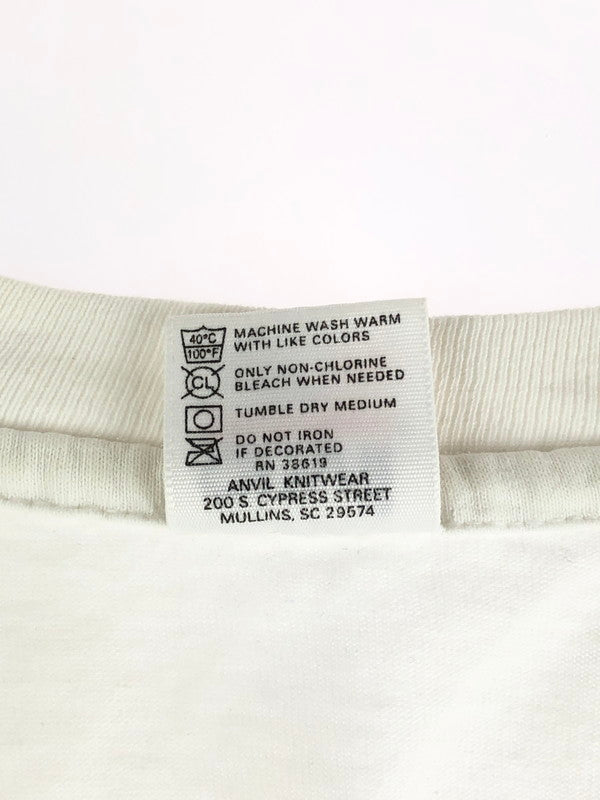 40°C
100°F
MACHINE WASH WARM
WITH LIKE COLORS
CL
ONLY NON-CHLORINE
BLEACH WHEN NEEDED
TUMBLE DRY MEDIUM
DO NOT IRON
IF DECORATED
RN 38619
ANVIL KNITWEAR
200 S. CYPRESS STREET
MULLINS, SC 29574